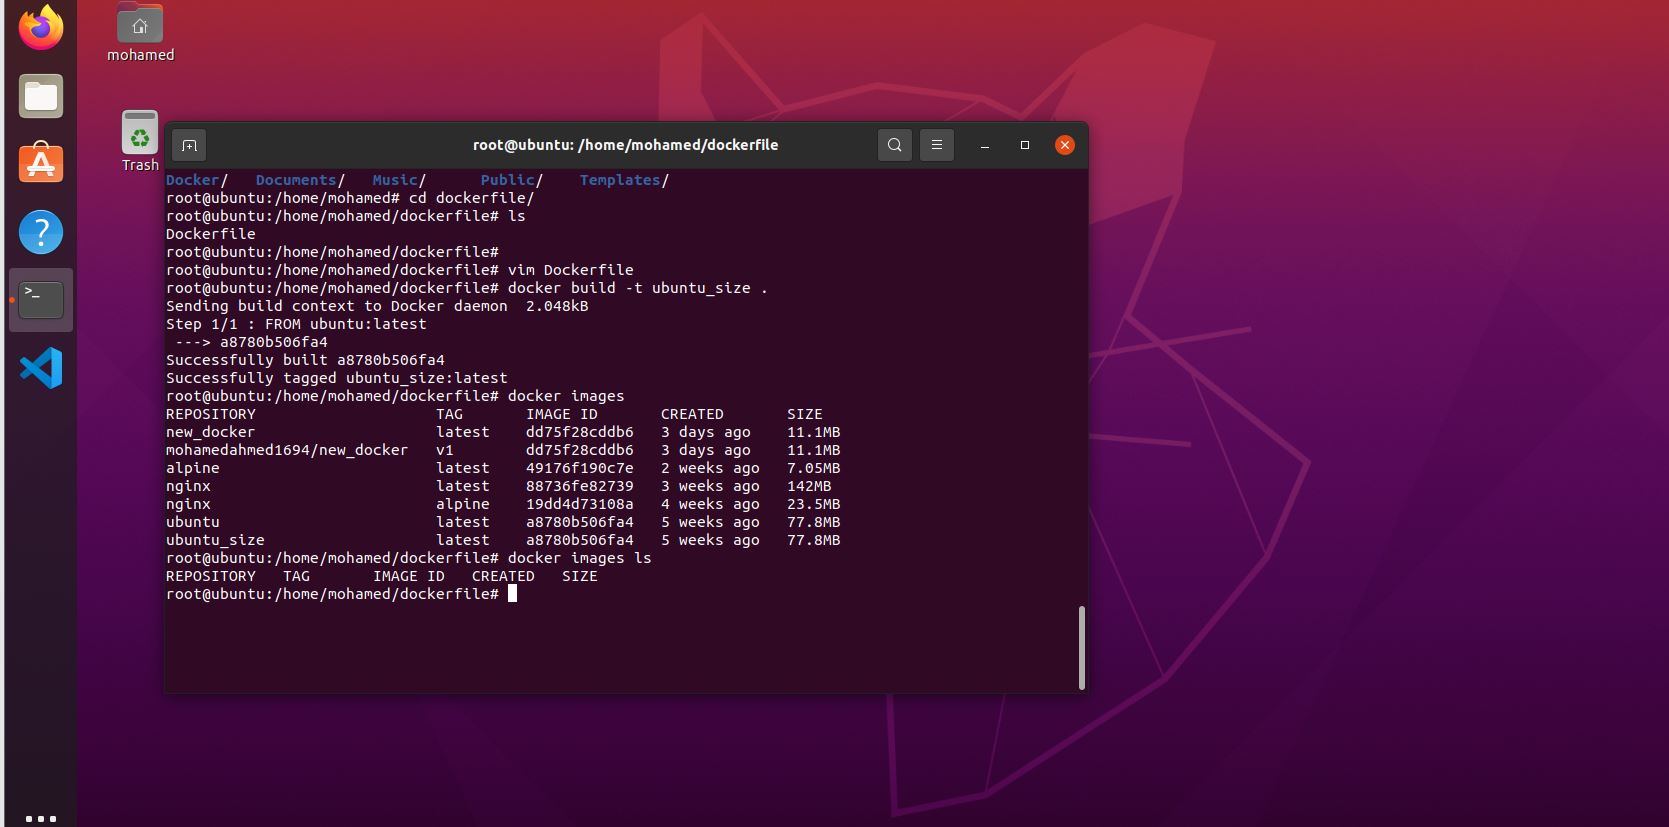 mohamed
Trash
root@ubuntu: /home/mohamed/dockerfile
Docker/   Documents/   Music/      Public/    Templates/
root@ubuntu:/home/mohamed# cd dockerfile/
root@ubuntu:/home/mohamed/dockerfile# ls
Dockerfile
root@ubuntu:/home/mohamed/dockerfile#
root@ubuntu:/home/mohamed/dockerfile# vim Dockerfile
root@ubuntu:/home/mohamed/dockerfile# docker build -t ubuntu_size .
Sending build context to Docker daemon  2.048kB
Step 1/1 : FROM ubuntu:latest
 ---> a8780b506fa4
Successfully built a8780b506fa4
Successfully tagged ubuntu_size:latest
root@ubuntu:/home/mohamed/dockerfile# docker images
REPOSITORY                    TAG       IMAGE ID       CREATED       SIZE
new_docker                    latest    dd75f28cddb6   3 days ago    11.1MB
mohamedahmed1694/new_docker   v1        dd75f28cddb6   3 days ago    11.1MB
alpine                        latest    49176f190c7e   2 weeks ago   7.05MB
nginx                         latest    88736fe82739   3 weeks ago   142MB
nginx                         alpine    19dd4d73108a   4 weeks ago   23.5MB
ubuntu                        latest    a8780b506fa4   5 weeks ago   77.8MB
ubuntu_size                   latest    a8780b506fa4   5 weeks ago   77.8MB
root@ubuntu:/home/mohamed/dockerfile# docker images ls
REPOSITORY   TAG       IMAGE ID   CREATED   SIZE
root@ubuntu:/home/mohamed/dockerfile#